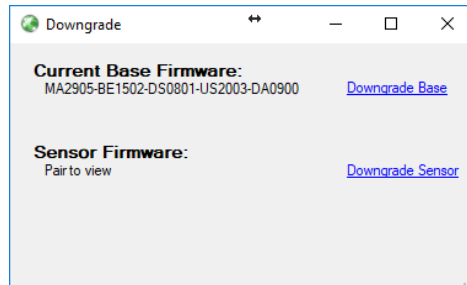 Downgrade
Current Base Firmware:
MA2905-BE1502-DS0801-US2003-DA0900
Downgrade Base
Sensor Firmware:
Pair to view
Downgrade Sensor